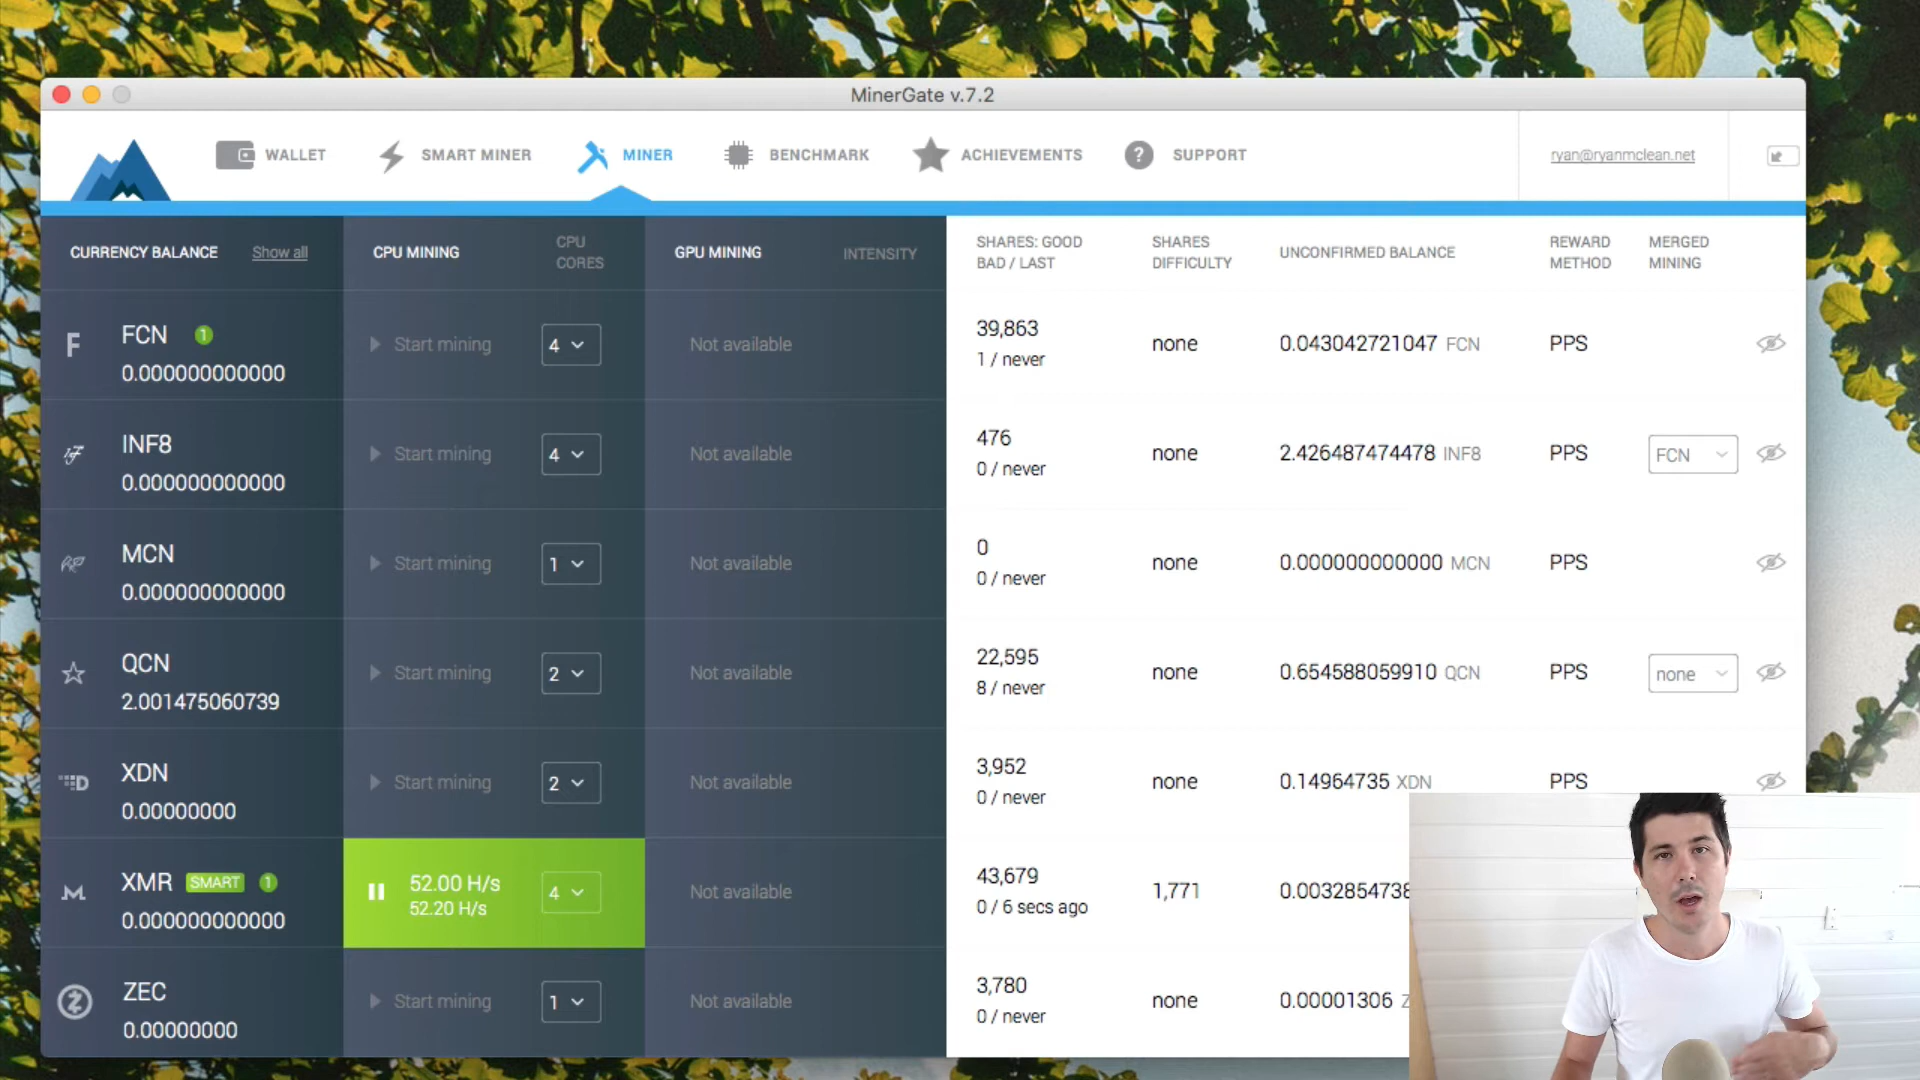 MinerGate v.7.2
WALLET
SMART MINER
MINER
BENCHMARK
ACHIEVEMENTS
?
SUPPORT
ryan@ryanmclean.net
CURRENCY BALANCE
Show all
CPU MINING
CPU
CORES
GPU MINING
INTENSITY
SHARES: GOOD
BAD / LAST
SHARES
DIFFICULTY
UNCONFIRMED BALANCE
REWARD
METHOD
MERGED
MINING
F
FCN 1
0.000000000000
Start mining
4
Not available
39,863
1 / never
none
0.043042721047 FCN
PPS
INF8
0.000000000000
Start mining
4
Not available
476
0 / never
none
2.426487474478 INF8
PPS
FCN
MCN
0.000000000000
Start mining
1
Not available
0
0 / never
none
0.000000000000 MCN
PPS
QCN
2.001475060739
Start mining
2
Not available
22,595
8 / never
none
0.654588059910 QCN
PPS
none
D
XDN
0.00000000
Start mining
2
Not available
3,952
0 / never
none
0.14964735 XDN
PPS
XMR SMART 1
0.000000000000
52.00 H/s
52.20 H/s
4
Not available
43,679
0 / 6 secs ago
1,771
0.0032854738
ZEC
0.00000000
Start mining
1
Not available
3,780
0 / never
none
0.00001306